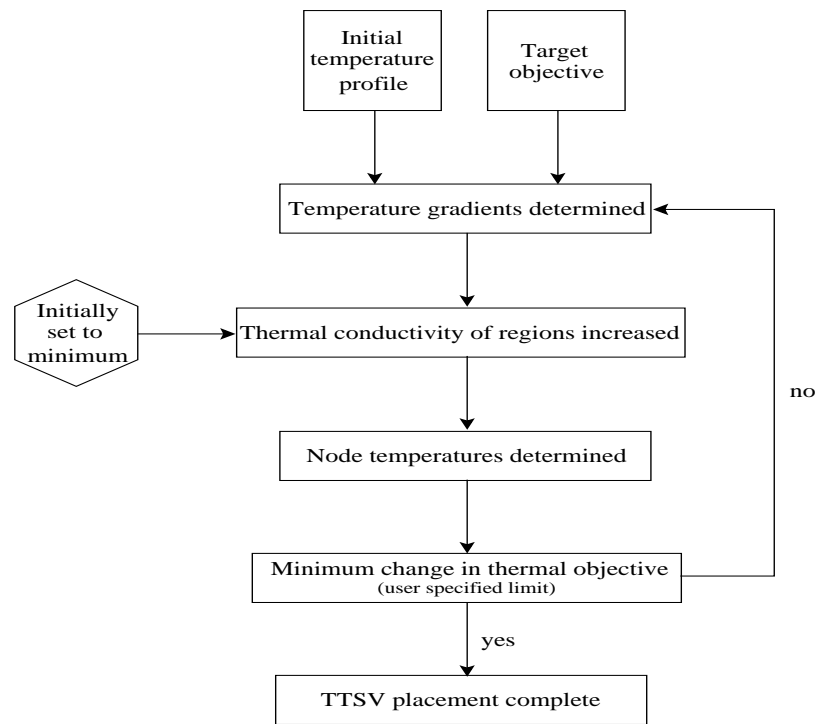 Initial
temperature
profile
Target
objective
Temperature gradients determined
Initially
set to
minimum
Thermal conductivity of regions increased
no
Node temperatures determined
Minimum change in thermal objective
(user specified limit)
yes
TTSV placement complete